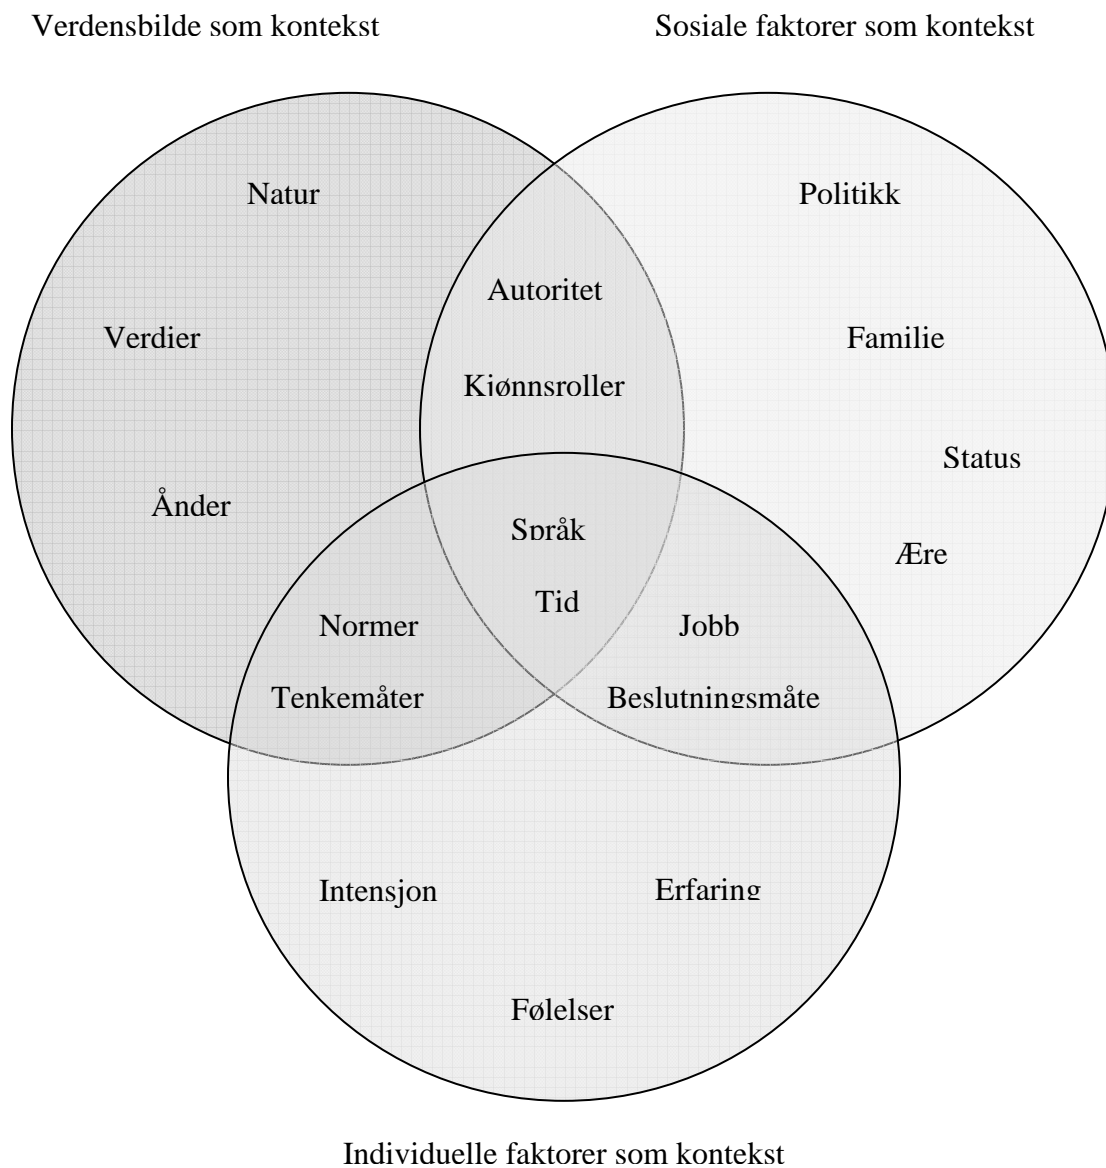 Verdensbilde som kontekst
Sosiale faktorer som kontekst
Natur
Politikk
Autoritet
Verdier
Familie
Kjønnsroller
Status
Ånder
Språk
Ære
Tid
Normer
Jobb
Tenkemåter
Beslutningsmåte
Intensjon
Erfaring
Følelser
Individuelle faktorer som kontekst